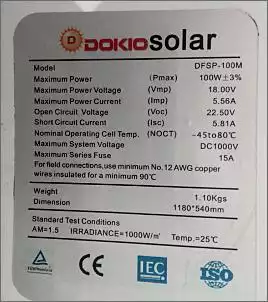 DOKIO solar
Model DFSP-100M
Maximum Power (Pmax) 100W±3%
Maximum Power Voltage (Vmp) 18.00V
Maximum Power Current (Imp) 5.56A
Open Circuit Voltage (Voc) 22.50V
Short Circuit Current (Isc) 5.81A
Nominal Operating Cell Temp. (NOCT) -45to80℃
Maximum System Voltage DC1000V
Maximum Series Fuse 15A
For field connections, use minimum No.12 AWG copper
wires insulated for a minimum 90℃
Weight 1.10Kgs
Dimension 1180*540mm
Standard Test Conditions
AM=1.5 IRRADIANCE=1000W/㎡ Temp.=25℃
CE IEC ISO